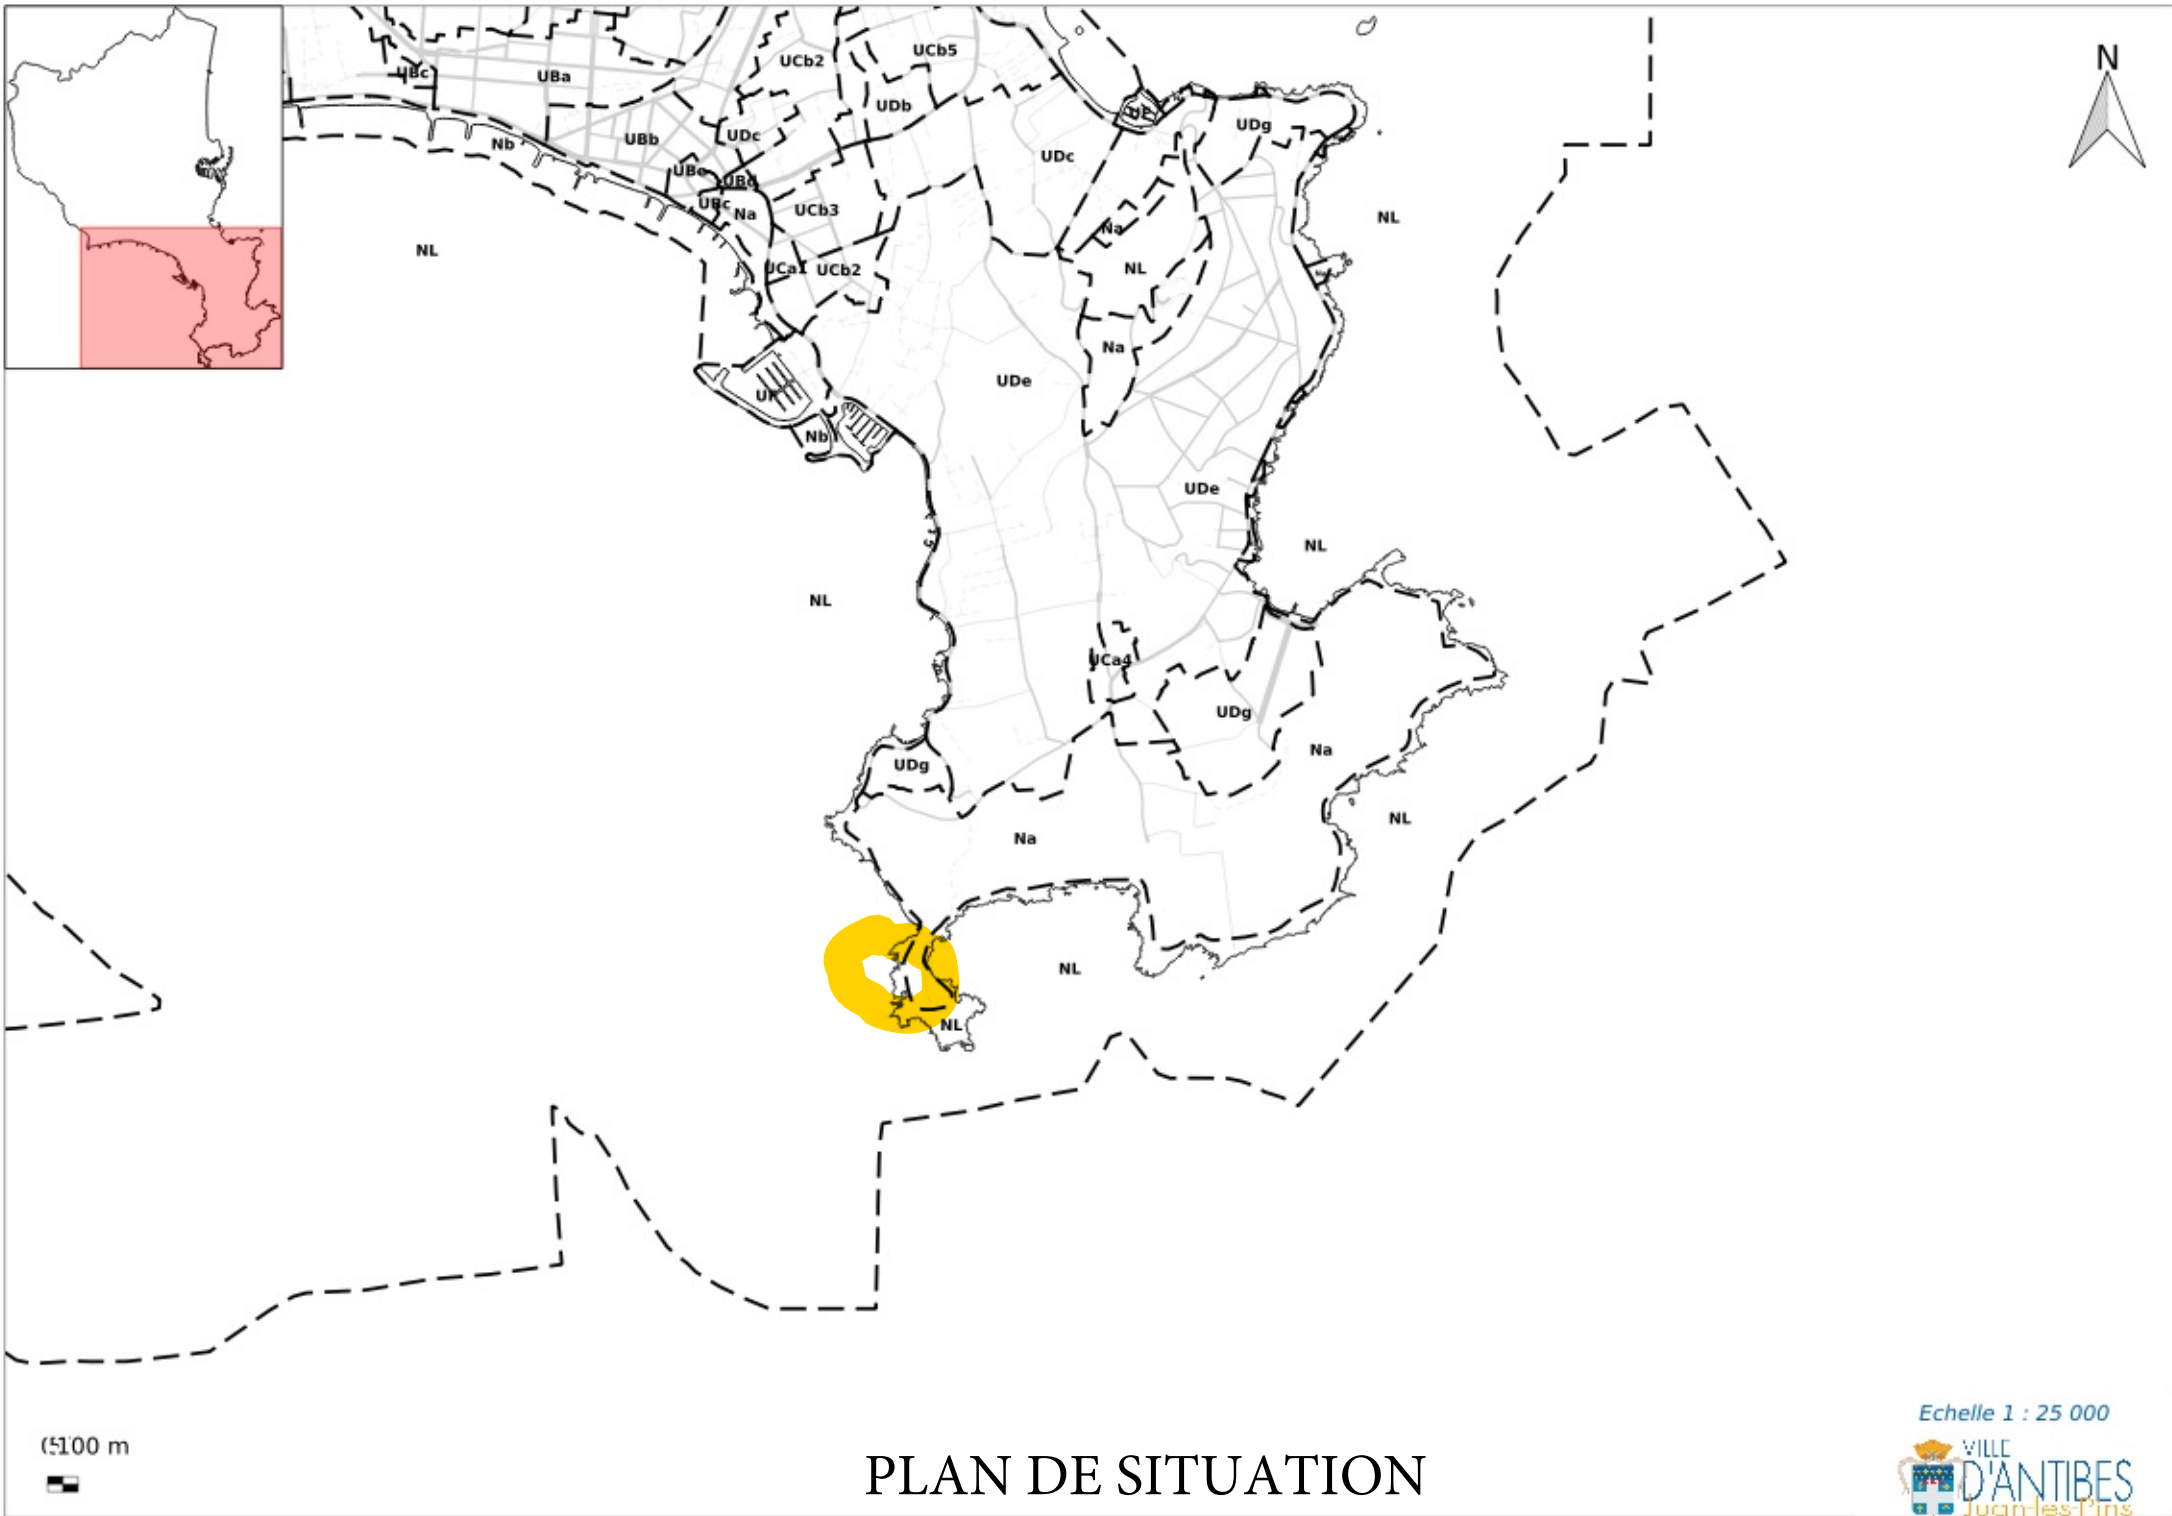 N
UCb5
UCb2
UBc
UBa
UDb
UDg
UDc
UBb
Nb
UDc
UBc
Na
UCb3
NL
Na
NL
UCa1
UCb2
NL
Na
UDe
Nb
UDe
NL
NL
UCa4
UDg
Na
UDg
NL
Na
NL
NL
Echelle 1 : 25 000
100 m
PLAN DE SITUATION
VILLE
D'ANTIBES
Juan-les-Pins